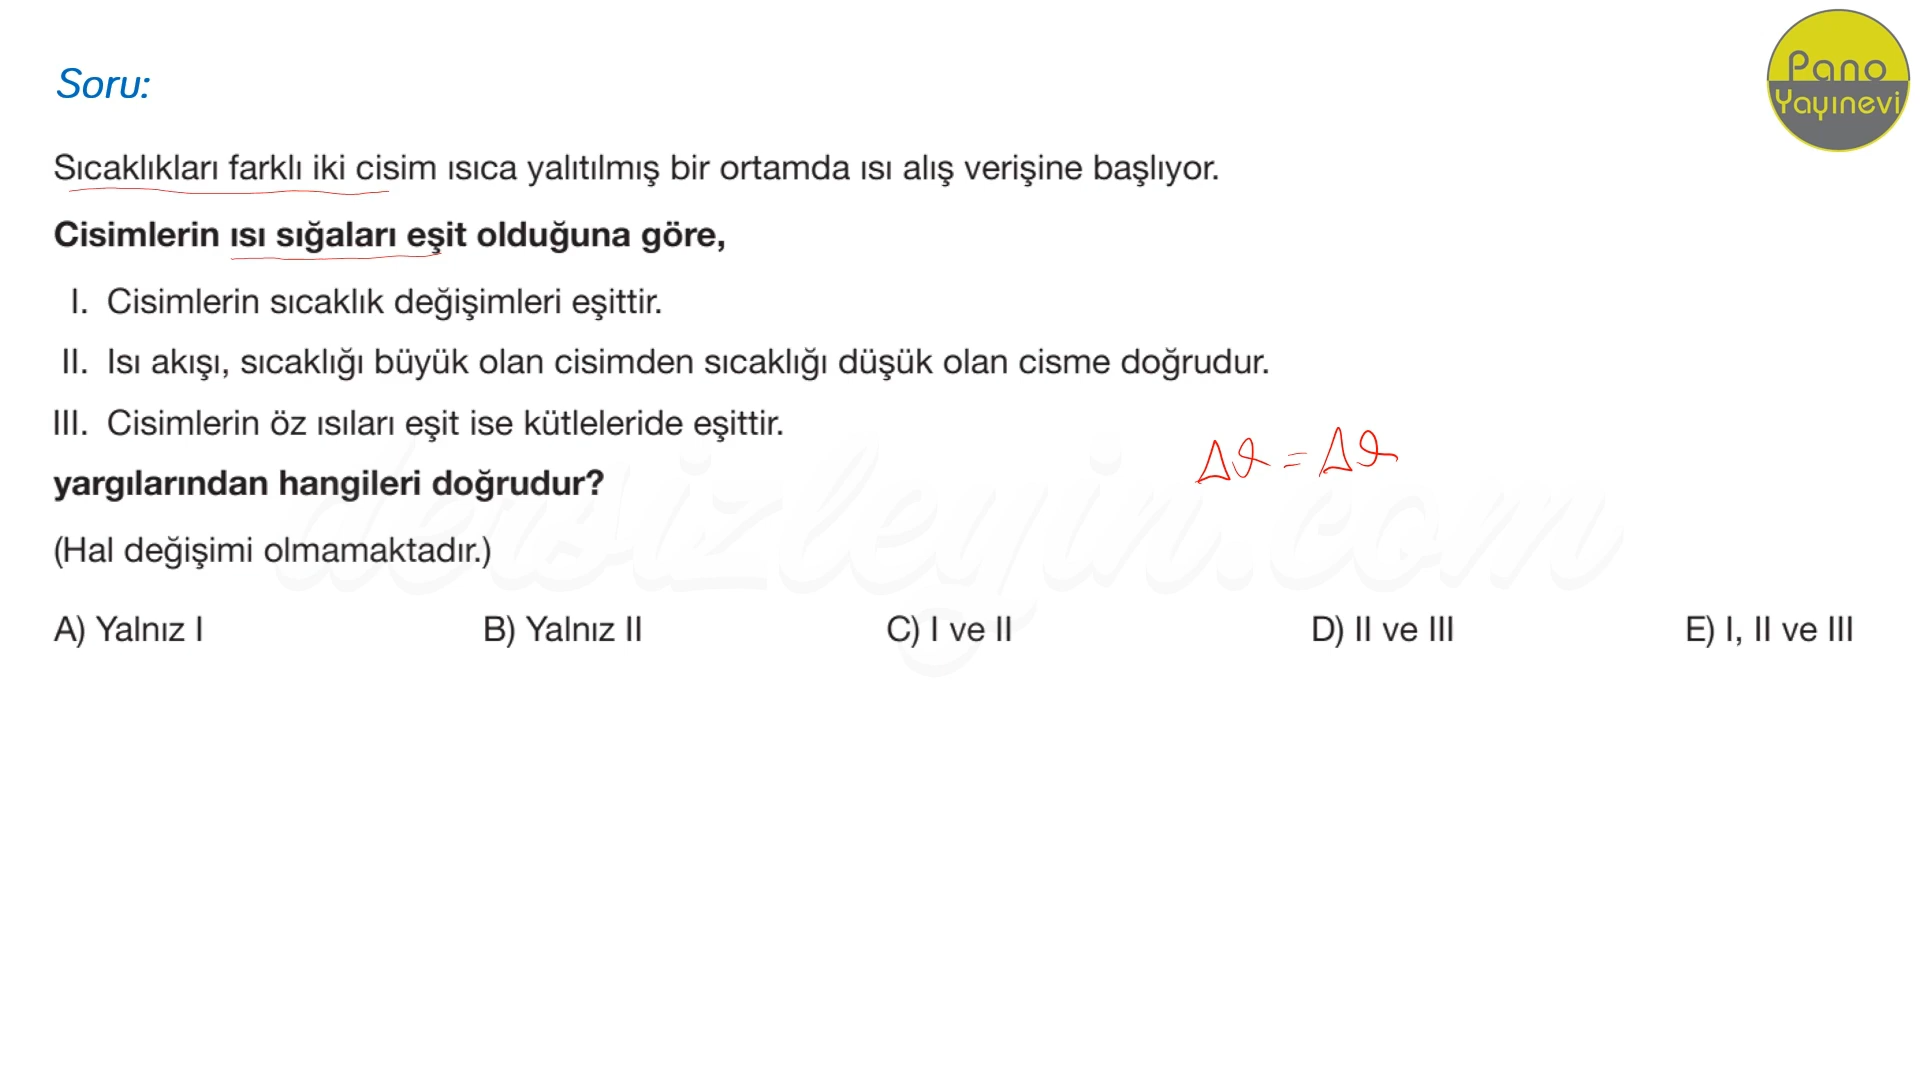 Pano
Yayınevi
Soru:
Sıcaklıkları farklı iki cisim ısıca yalıtılmış bir ortamda ısı alış verişine başlıyor.
Cisimlerin ısı sığaları eşit olduğuna göre,
I. Cisimlerin sıcaklık değişimleri eşittir.
II. Isı akışı, sıcaklığı büyük olan cisimden sıcaklığı düşük olan cisme doğrudur.
III. Cisimlerin öz ısıları eşit ise kütleleride eşittir.
Δϑ = Δϑ
yargılarından hangileri doğrudur?
dersizleyin.com
(Hal değişimi olmamaktadır.)
A) Yalnız I B) Yalnız II C) I ve II D) II ve III E) I, II ve III